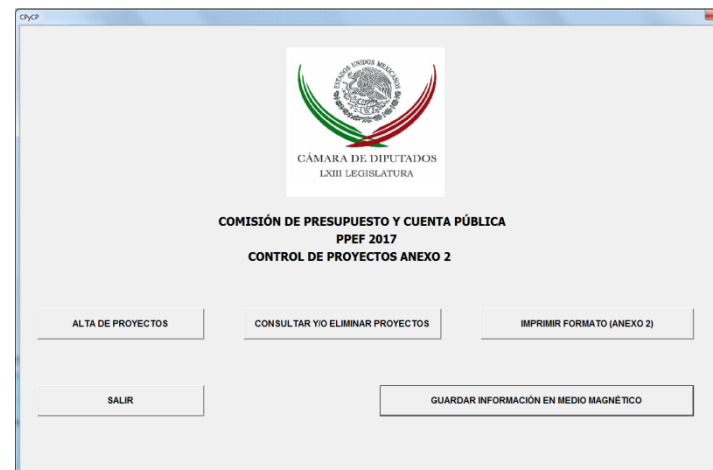 CPyCP
ESTADOS UNIDOS MEXICANOS
CÁMARA DE DIPUTADOS
LXIII LEGISLATURA
COMISIÓN DE PRESUPUESTO Y CUENTA PÚBLICA
PPEF 2017
CONTROL DE PROYECTOS ANEXO 2
ALTA DE PROYECTOS
CONSULTAR Y/O ELIMINAR PROYECTOS
IMPRIMIR FORMATO (ANEXO 2)
SALIR
GUARDAR INFORMACIÓN EN MEDIO MAGNÉTICO